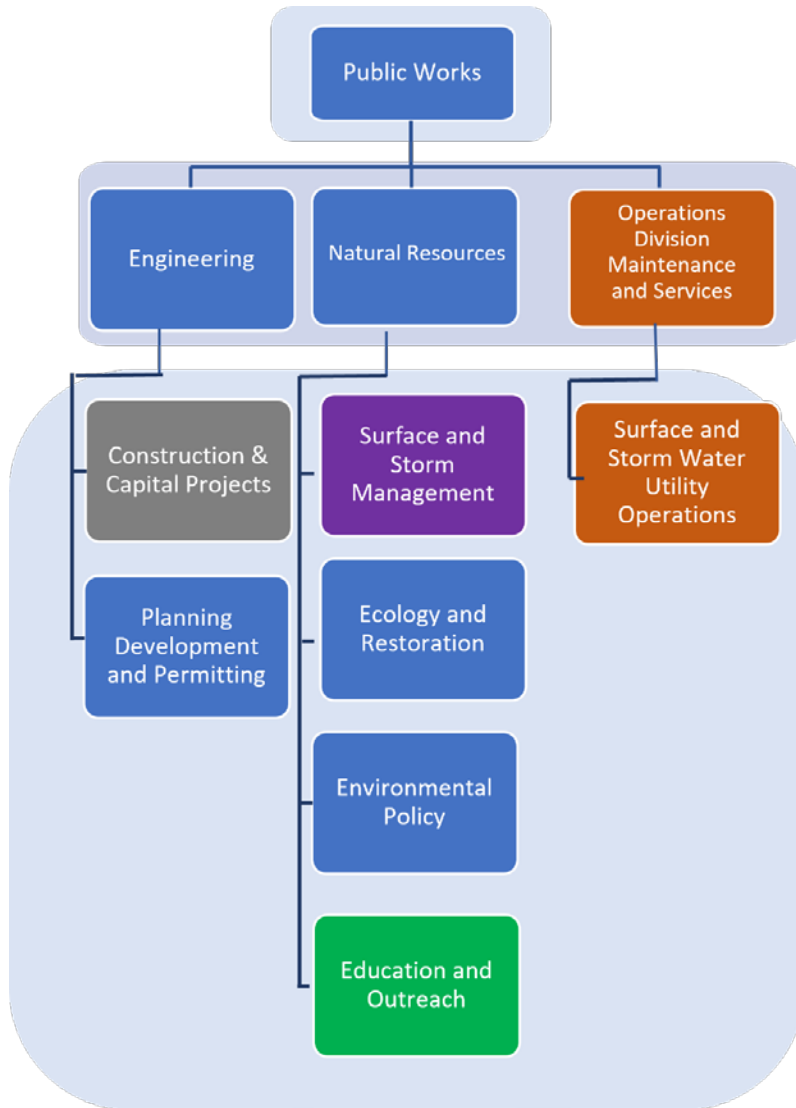 Public Works
Engineering
Natural Resources
Operations
Division
Maintenance
and Services
Construction &
Capital Projects
Surface and
Storm
Management
Surface and
Storm Water
Utility
Operations
Planning
Development
and Permitting
Ecology and
Restoration
Environmental
Policy
Education and
Outreach